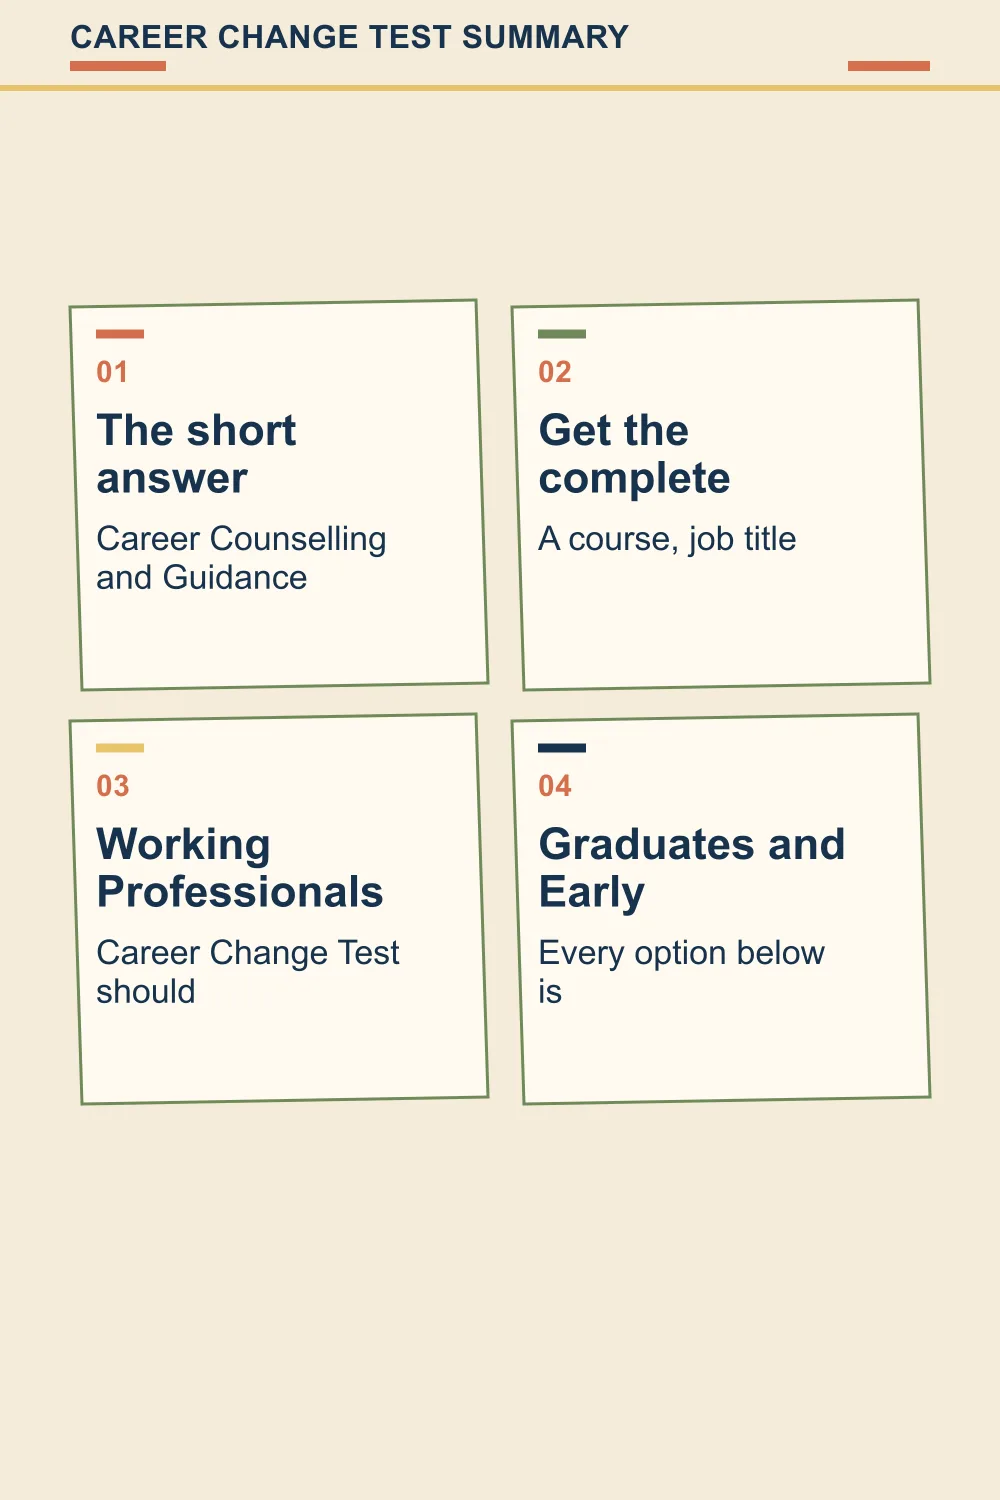 CAREER CHANGE TEST SUMMARY
01
The short
answer
Career Counselling
and Guidance
02
Get the
complete
A course, job title
03
Working
Professionals
Career Change Test
should
04
Graduates and
Early
Every option below
is